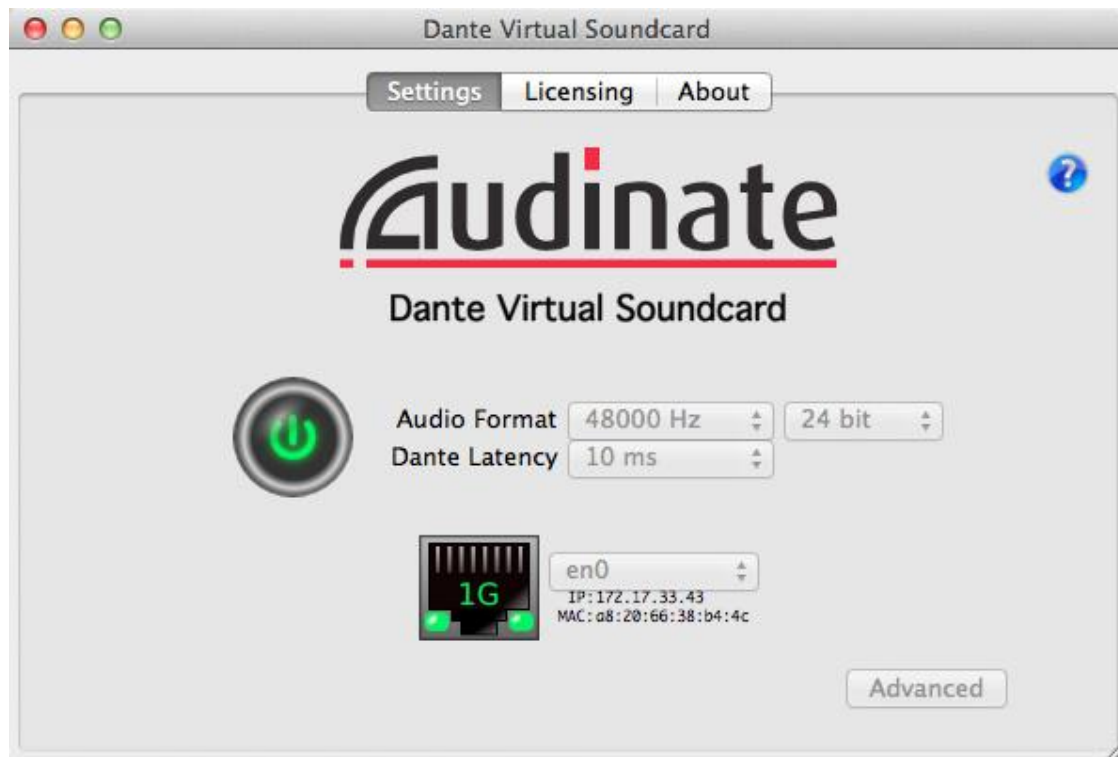 Dante Virtual Soundcard
Settings Licensing About
?
Audinate
Dante Virtual Soundcard
Audio Format 48000 Hz 24 bit
Dante Latency 10 ms
1G en0
IP:172.17.33.43
MAC:a8:20:66:38:b4:4c
Advanced